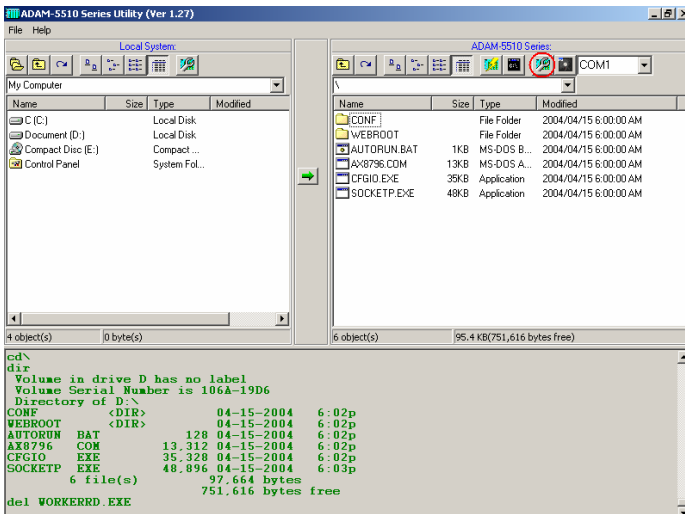 ADAM-5510 Series Utility (Ver 1.27)
File Help
Local System:
ADAM-5510 Series:
COM1
My Computer
\
Name Size Type Modified
C (C:) Local Disk
Document (D:) Local Disk
Compact Disc (E:) Compact ...
Control Panel System Fol...
Name Size Type Modified
CONF File Folder 2004/04/15 6:00:00 AM
WEBROOT File Folder 2004/04/15 6:00:00 AM
AUTORUN.BAT 1KB MS-DOS B... 2004/04/15 6:00:00 AM
AX8796.COM 13KB MS-DOS A... 2004/04/15 6:00:00 AM
CFGIO.EXE 35KB Application 2004/04/15 6:00:00 AM
SOCKETP.EXE 48KB Application 2004/04/15 6:00:00 AM
4 object(s) 0 byte(s)
6 object(s) 95.4 KB(751,616 bytes free)
cd\
dir
Volume in drive D has no label
Volume Serial Number is 106A-19D6
Directory of D:\
CONF <DIR> 04-15-2004 6:02p
WEBROOT <DIR> 04-15-2004 6:02p
AUTORUN BAT 128 04-15-2004 6:02p
AX8796 COM 13,312 04-15-2004 6:02p
CFGIO EXE 35,328 04-15-2004 6:02p
SOCKETP EXE 48,896 04-15-2004 6:03p
6 file(s) 97,664 bytes
751,616 bytes free
del WORKERRD.EXE